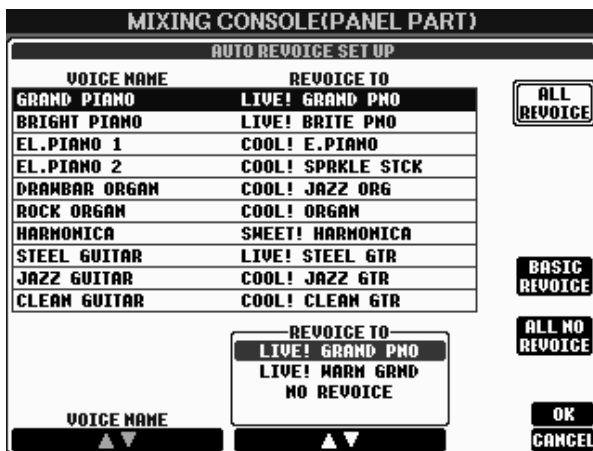 MIXING CONSOLE(PANEL PART)
AUTO REVOICE SET UP
VOICE NAME REVOICE TO
GRAND PIANO LIVE! GRAND PNO
BRIGHT PIANO LIVE! BRITE PNO
EL.PIANO 1 COOL! E.PIANO
EL.PIANO 2 COOL! SPRKLE STCK
DRAWBAR ORGAN COOL! JAZZ ORG
ROCK ORGAN COOL! ORGAN
HARMONICA SWEET! HARMONICA
STEEL GUITAR LIVE! STEEL GTR
JAZZ GUITAR COOL! JAZZ GTR
CLEAN GUITAR COOL! CLEAN GTR
ALL
REVOICE
BASIC
REVOICE
ALL NO
REVOICE
REVOICE TO
LIVE! GRAND PNO
LIVE! WARM GRND
NO REVOICE
VOICE NAME
OK
CANCEL